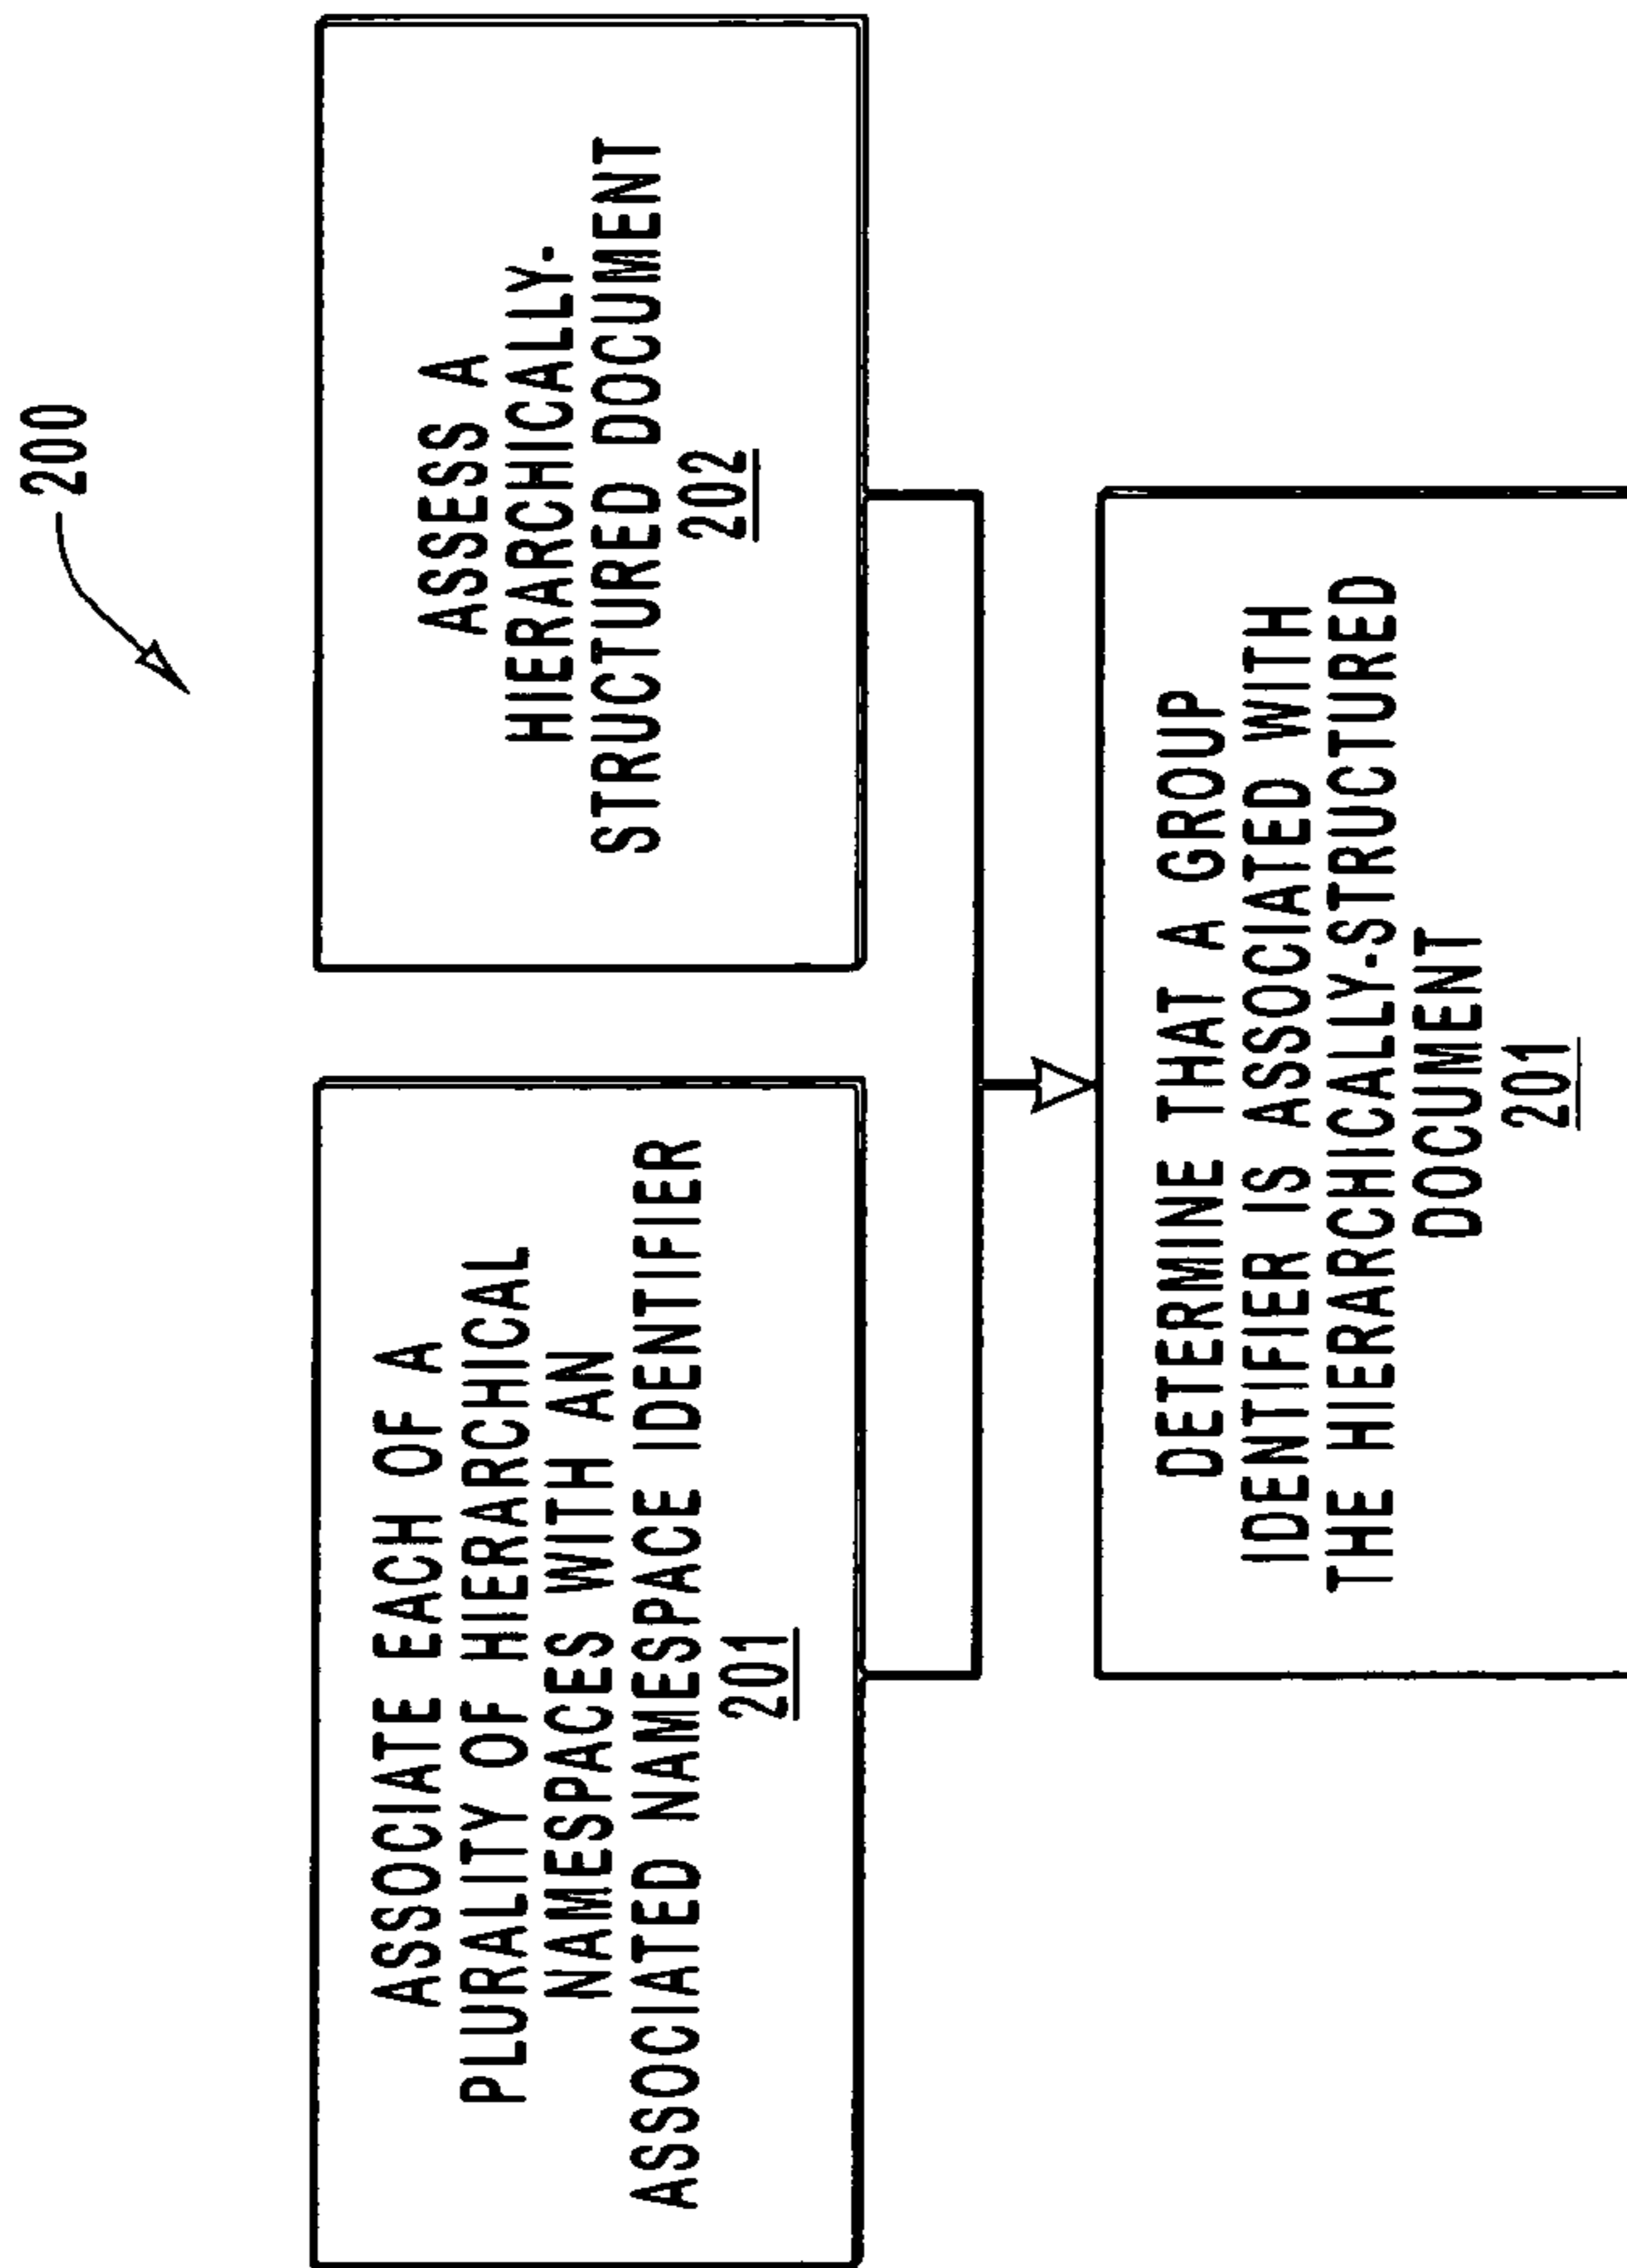 200
ASSOCIATE EACH OF A
PLURALITY OF HIERARCHICAL
NAMESPACES WITH AN
ASSOCIATED NAMESPACE IDENTIFIER
201
ASSESS A
HIERARCHICALLY-
STRUCTURED DOCUMENT
202
DETERMINE THAT A GROUP
IDENTIFIER IS ASSOCIATED WITH
THE HIERARCHICALLY-STRUCTURED
DOCUMENT
201